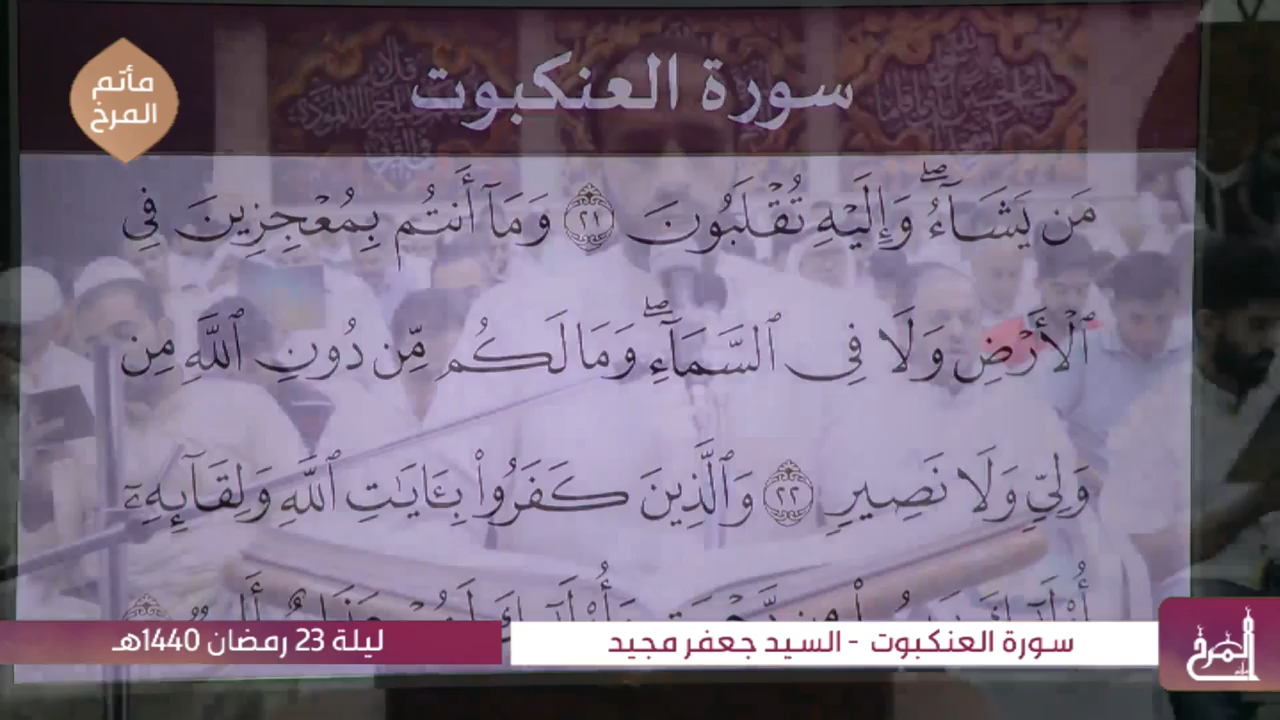 سورة العنكبوت
مأتم
المرخ
مَن يَشَآءُۖ وَإِلَيْهِ تُقْلَبُونَ ٢١ وَمَآ أَنتُم بِمُعْجِزِينَ فِى
ٱلْأَرْضِ وَلَا فِى ٱلسَّمَآءِۖ وَمَا لَكُم مِّن دُونِ ٱللَّهِ مِن
وَلِىٍّ وَلَا نَصِيرٍ ٢٢ وَٱلَّذِينَ كَفَرُوا۟ بِـَٔايَٰتِ ٱللَّهِ وَلِقَآئِهِۦٓ
سورة العنكبوت - السيد جعفر مجيد
ليلة 23 رمضان 1440هـ
المرخ